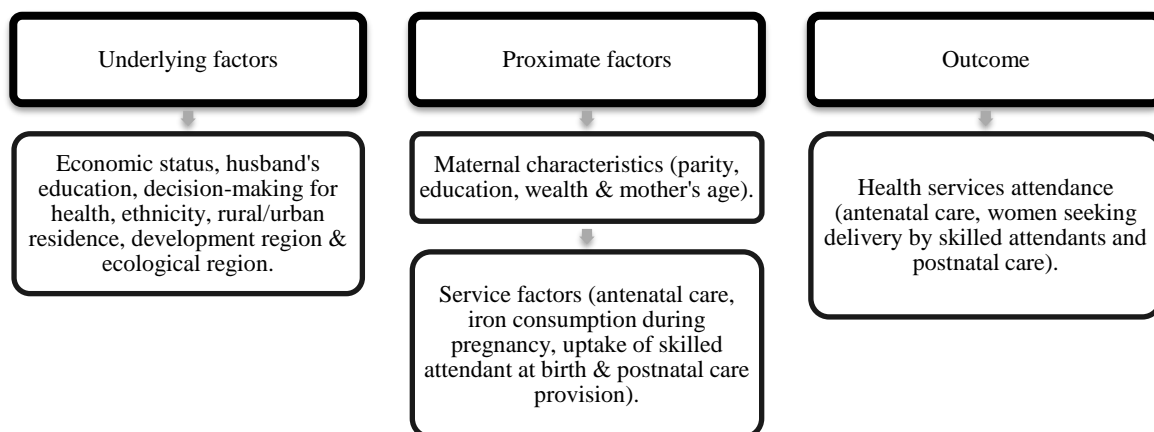 Underlying factors
Economic status, husband's
education, decision-making for
health, ethnicity, rural/urban
residence, development region &
ecological region.
Proximate factors
Maternal characteristics (parity,
education, wealth & mother's age).
Service factors (antenatal care,
iron consumption during
pregnancy, uptake of skilled
attendant at birth & postnatal care
provision).
Outcome
Health services attendance
(antenatal care, women seeking
delivery by skilled attendants and
postnatal care).